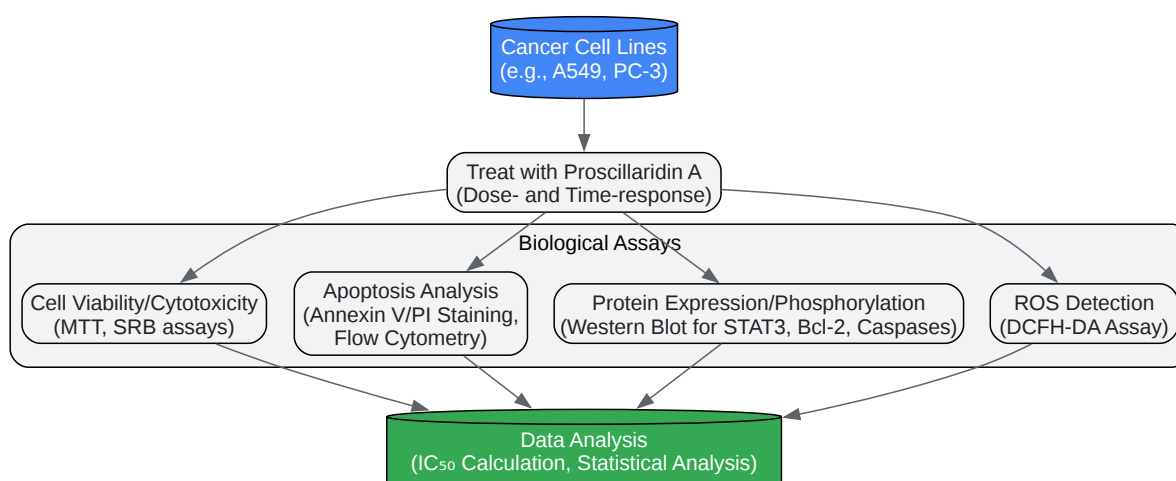 Cancer Cell Lines
(e.g., A549, PC-3)
Treat with Proscillaridin A
(Dose- and Time-response)
Biological Assays
Cell Viability/Cytotoxicity
(MTT, SRB assays)
Apoptosis Analysis
(Annexin V/PI Staining,
Flow Cytometry)
Protein Expression/Phosphorylation
(Western Blot for STAT3, Bcl-2, Caspases)
ROS Detection
(DCFH-DA Assay)
Data Analysis
(IC₅₀ Calculation, Statistical Analysis)